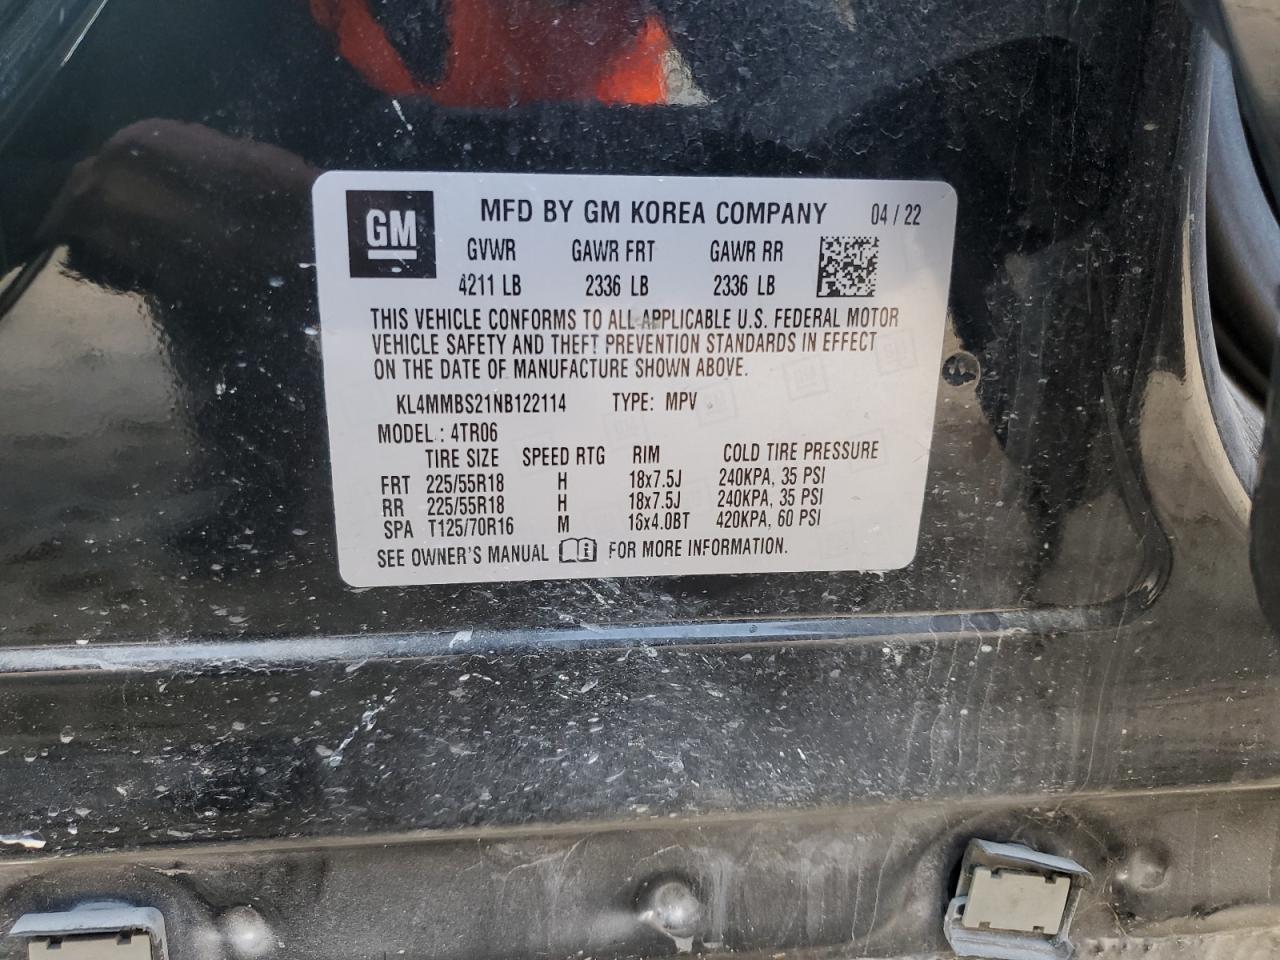 GM MFD BY GM KOREA COMPANY 04 / 22
GVWR GAWR FRT GAWR RR
4211 LB 2336 LB 2336 LB
THIS VEHICLE CONFORMS TO ALL APPLICABLE U.S. FEDERAL MOTOR
VEHICLE SAFETY AND THEFT PREVENTION STANDARDS IN EFFECT
ON THE DATE OF MANUFACTURE SHOWN ABOVE.
KL4MMBS21NB122114 TYPE: MPV
MODEL : 4TR06
TIRE SIZE SPEED RTG RIM COLD TIRE PRESSURE
FRT 225/55R18 H 18x7.5J 240KPA, 35 PSI
RR 225/55R18 H 18x7.5J 240KPA, 35 PSI
SPA T125/70R16 M 16x4.0BT 420KPA, 60 PSI
SEE OWNER'S MANUAL FOR MORE INFORMATION.